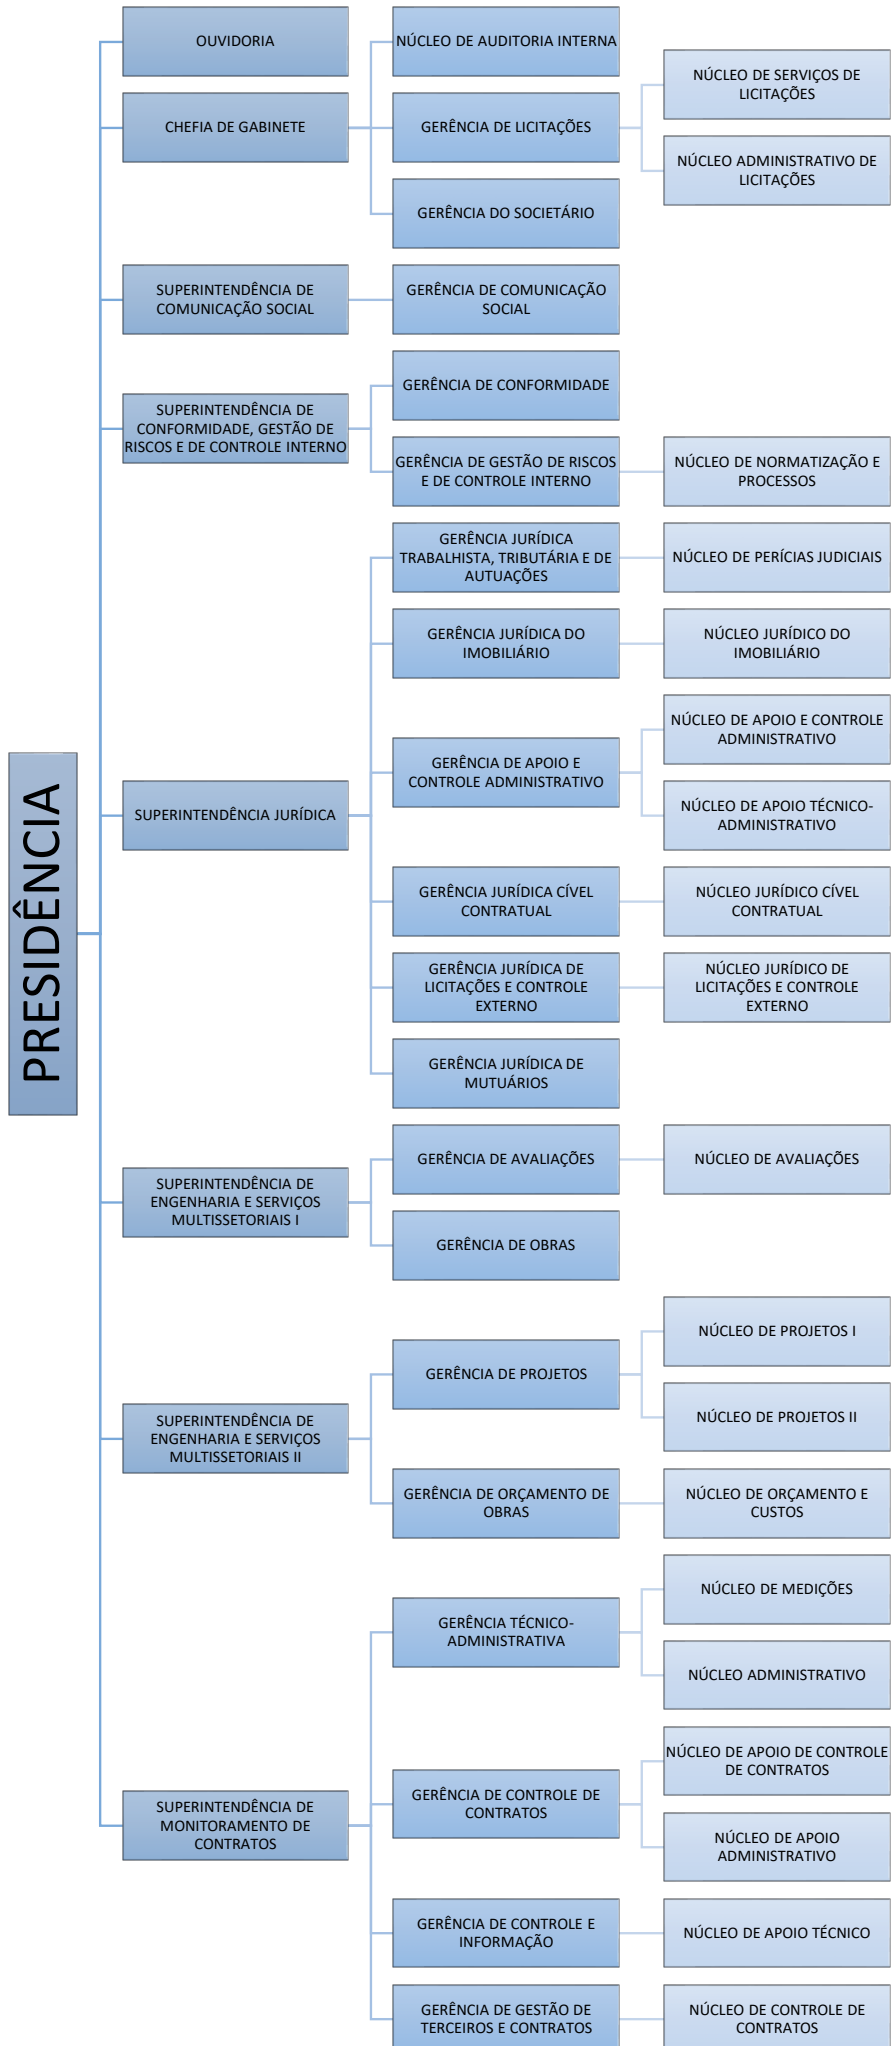 PRESIDÊNCIA
OUVIDORIA
CHEFIA DE GABINETE
NÚCLEO DE AUDITORIA INTERNA
GERÊNCIA DE LICITAÇÕES
NÚCLEO DE SERVIÇOS DE
LICITAÇÕES
NÚCLEO ADMINISTRATIVO DE
LICITAÇÕES
GERÊNCIA DO SOCIETÁRIO
SUPERINTENDÊNCIA DE
COMUNICAÇÃO SOCIAL
GERÊNCIA DE COMUNICAÇÃO
SOCIAL
SUPERINTENDÊNCIA DE
CONFORMIDADE, GESTÃO DE
RISCOS E DE CONTROLE INTERNO
GERÊNCIA DE CONFORMIDADE
GERÊNCIA DE GESTÃO DE RISCOS
E DE CONTROLE INTERNO
NÚCLEO DE NORMATIZAÇÃO E
PROCESSOS
SUPERINTENDÊNCIA JURÍDICA
GERÊNCIA JURÍDICA
TRABALHISTA, TRIBUTÁRIA E DE
AUTUAÇÕES
NÚCLEO DE PERÍCIAS JUDICIAIS
GERÊNCIA JURÍDICA DO
IMOBILIÁRIO
NÚCLEO JURÍDICO DO
IMOBILIÁRIO
GERÊNCIA DE APOIO E
CONTROLE ADMINISTRATIVO
NÚCLEO DE APOIO E CONTROLE
ADMINISTRATIVO
NÚCLEO DE APOIO TÉCNICO-
ADMINISTRATIVO
GERÊNCIA JURÍDICA CÍVEL
CONTRATUAL
NÚCLEO JURÍDICO CÍVEL
CONTRATUAL
GERÊNCIA JURÍDICA DE
LICITAÇÕES E CONTROLE
EXTERNO
NÚCLEO JURÍDICO DE
LICITAÇÕES E CONTROLE
EXTERNO
GERÊNCIA JURÍDICA DE
MUTUÁRIOS
SUPERINTENDÊNCIA DE
ENGENHARIA E SERVIÇOS
MULTISSETORIAIS I
GERÊNCIA DE AVALIAÇÕES
NÚCLEO DE AVALIAÇÕES
GERÊNCIA DE OBRAS
SUPERINTENDÊNCIA DE
ENGENHARIA E SERVIÇOS
MULTISSETORIAIS II
GERÊNCIA DE PROJETOS
NÚCLEO DE PROJETOS I
NÚCLEO DE PROJETOS II
GERÊNCIA DE ORÇAMENTO DE
OBRAS
NÚCLEO DE ORÇAMENTO E
CUSTOS
SUPERINTENDÊNCIA DE
MONITORAMENTO DE
CONTRATOS
GERÊNCIA TÉCNICO-
ADMINISTRATIVA
NÚCLEO DE MEDIÇÕES
NÚCLEO ADMINISTRATIVO
GERÊNCIA DE CONTROLE DE
CONTRATOS
NÚCLEO DE APOIO DE CONTROLE
DE CONTRATOS
NÚCLEO DE APOIO
ADMINISTRATIVO
GERÊNCIA DE CONTROLE E
INFORMAÇÃO
NÚCLEO DE APOIO TÉCNICO
GERÊNCIA DE GESTÃO DE
TERCEIROS E CONTRATOS
NÚCLEO DE CONTROLE DE
CONTRATOS